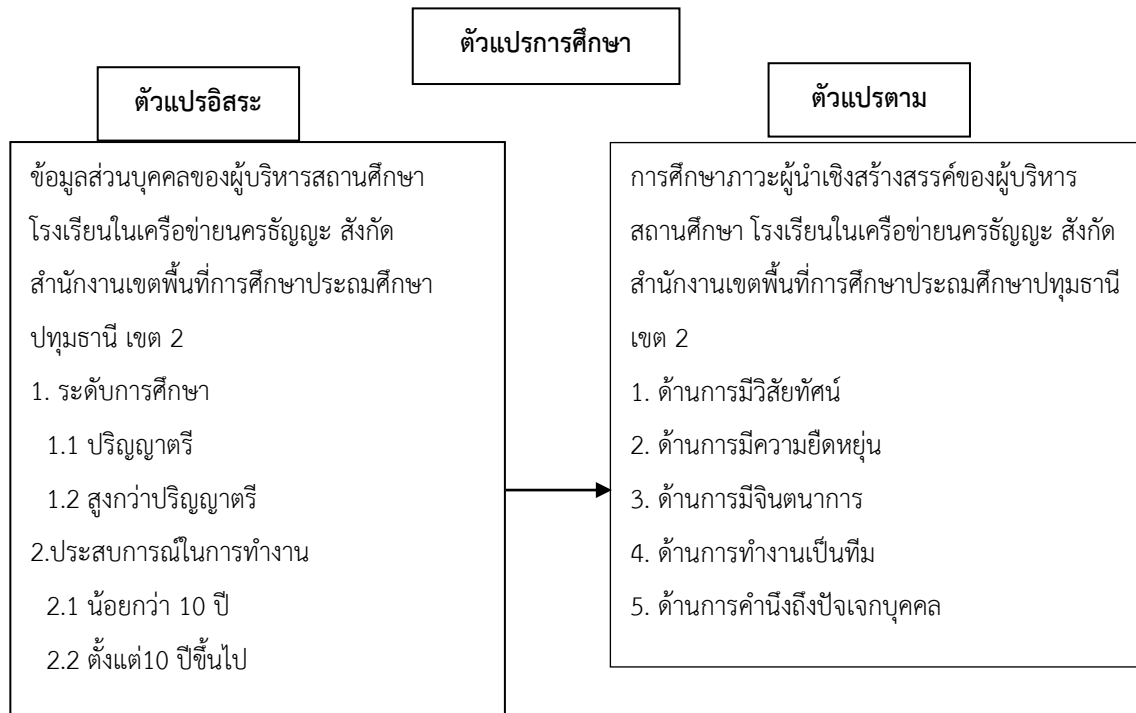 ตัวแปรการศึกษา
ตัวแปรอิสระ
ข้อมูลส่วนบุคคลของผู้บริหารสถานศึกษา
โรงเรียนในเครือข่ายนครธัญญะ สังกัด
สำนักงานเขตพื้นที่การศึกษาประถมศึกษา
ปทุมธานี เขต 2
1. ระดับการศึกษา
1.1 ปริญญาตรี
1.2 สูงกว่าปริญญาตรี
2.ประสบการณ์ในการทำงาน
2.1 น้อยกว่า 10 ปี
2.2 ตั้งแต่10 ปีขึ้นไป
ตัวแปรตาม
การศึกษาภาวะผู้นำเชิงสร้างสรรค์ของผู้บริหาร
สถานศึกษา โรงเรียนในเครือข่ายนครธัญญะ สังกัด
สำนักงานเขตพื้นที่การศึกษาประถมศึกษาปทุมธานี
เขต 2
1. ด้านการมีวิสัยทัศน์
2. ด้านการมีความยืดหยุ่น
3. ด้านการมีจินตนาการ
4. ด้านการทำงานเป็นทีม
5. ด้านการคำนึงถึงปัจเจกบุคคล